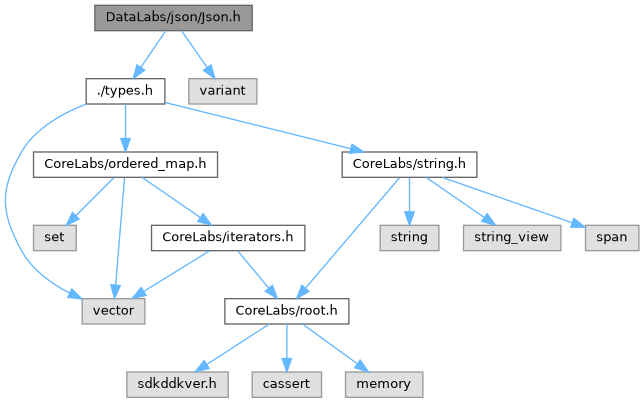 DataLabs/json/Json.h
./types.h
variant
CoreLabs/ordered_map.h
CoreLabs/string.h
set
CoreLabs/iterators.h
string
string_view
span
vector
CoreLabs/root.h
sdkddkver.h
cassert
memory